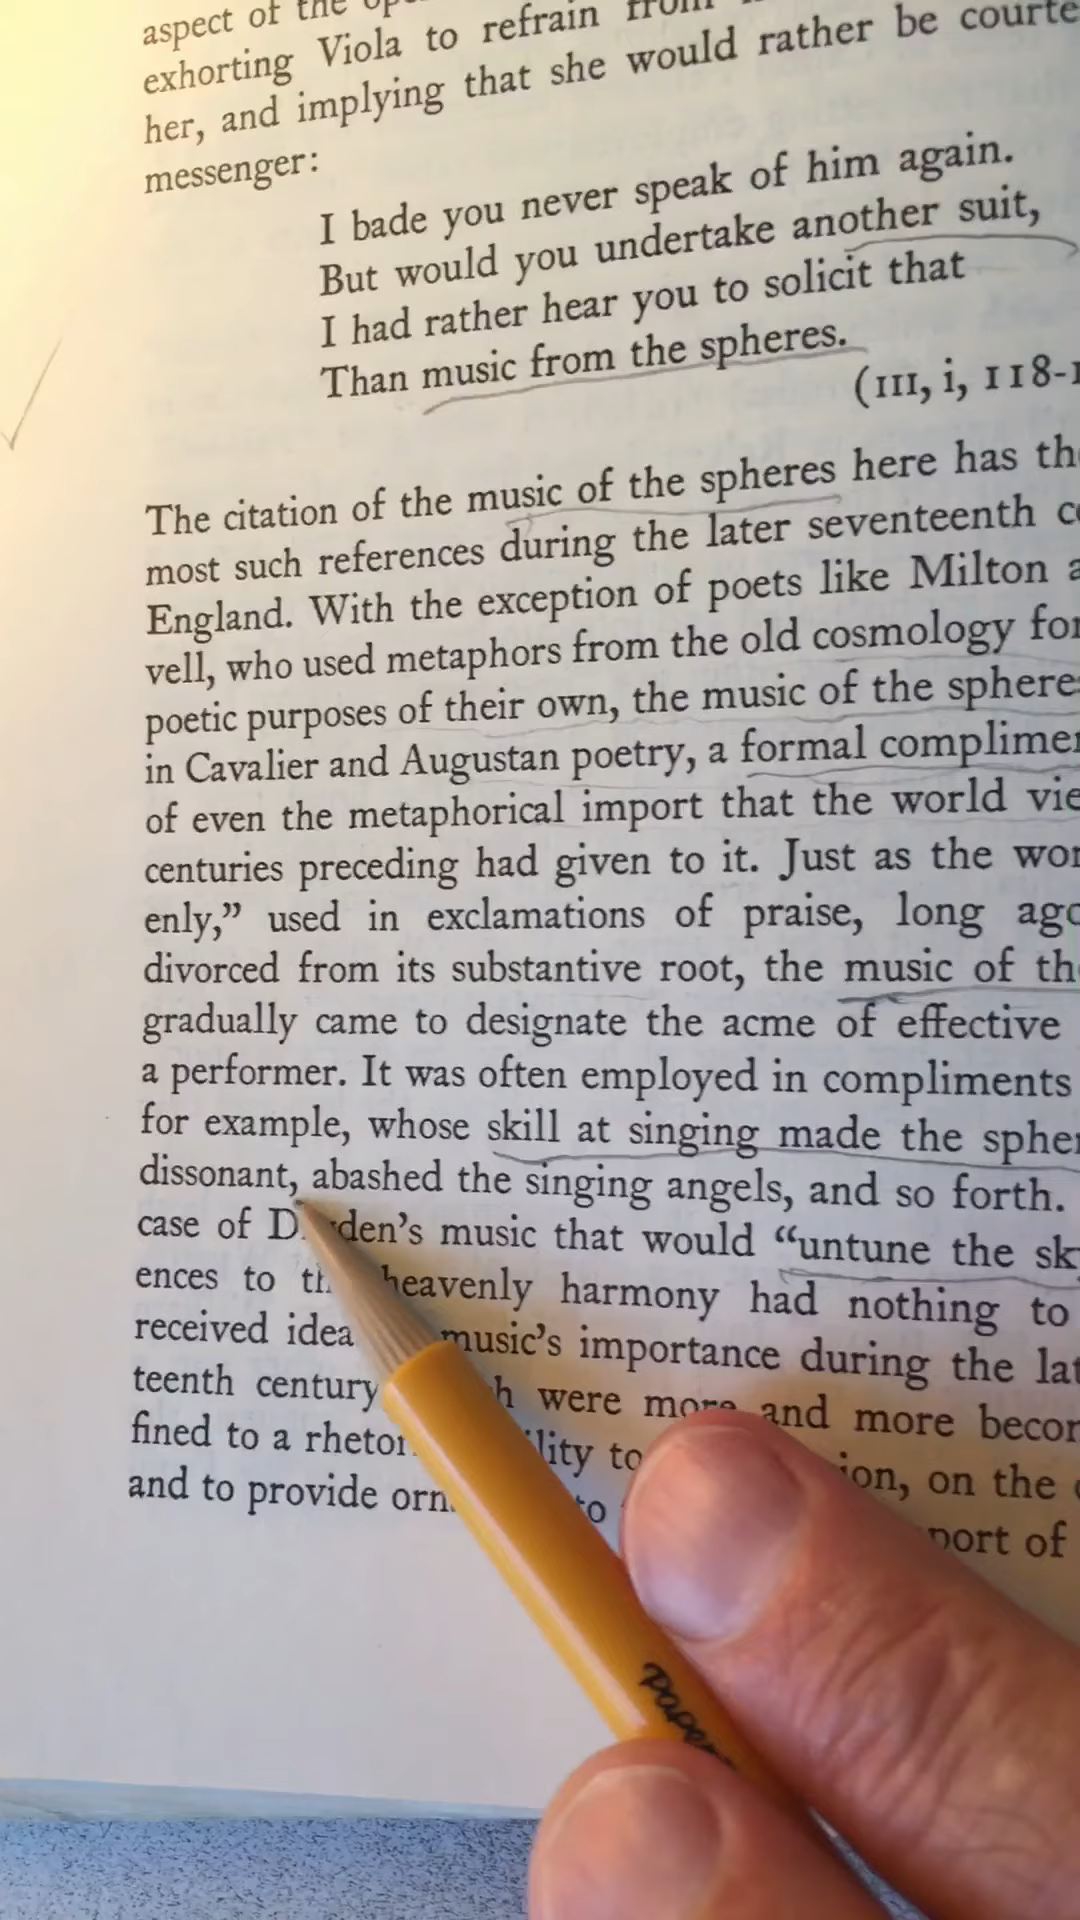 aspect of the
exhorting Viola to refrain from
her, and implying that she would rather be courte
messenger:
I bade you never speak of him again.
But would you undertake another suit,
I had rather hear you to solicit that
Than music from the spheres.
(III, i, 118-
The citation of the music of the spheres here has th
most such references during the later seventeenth c
England. With the exception of poets like Milton a
vell, who used metaphors from the old cosmology for
poetic purposes of their own, the music of the sphere
in Cavalier and Augustan poetry, a formal complimen
of even the metaphorical import that the world vie
centuries preceding had given to it. Just as the wor
enly,” used in exclamations of praise, long ago
divorced from its substantive root, the music of th
gradually came to designate the acme of effective
a performer. It was often employed in compliments
for example, whose skill at singing made the spher
dissonant, abashed the singing angels, and so forth.
case of D den’s music that would “untune the sk
ences to th heavenly harmony had nothing to
received idea music’s importance during the lat
teenth century h were more and more becom
fined to a rhetor ility to ion, on the
and to provide orn to port of
Paper